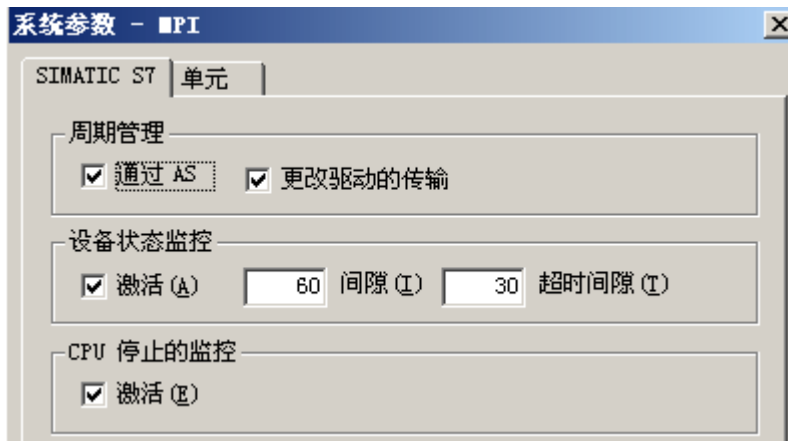 系统参数 - MPI
SIMATIC S7 单元
周期管理
通过 AS 更改驱动的传输
设备状态监控
激活(A) 60 间隙(I) 30 超时间隙(T)
CPU 停止的监控
激活(E)